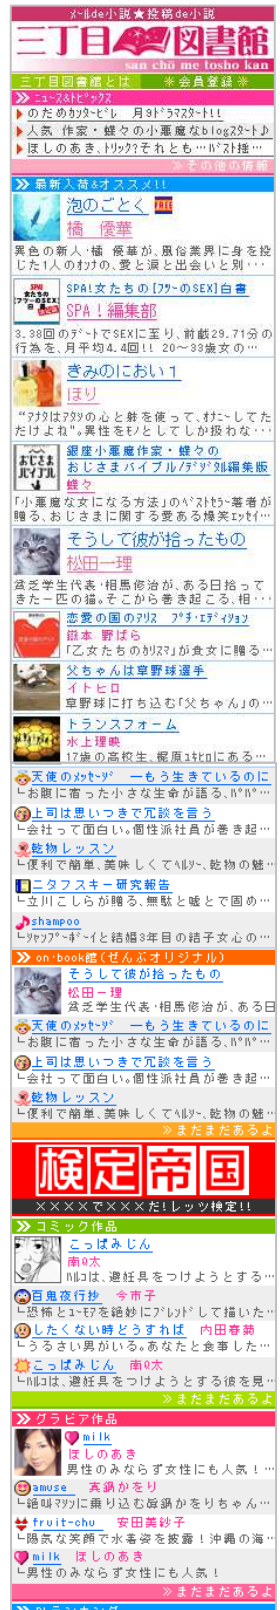 ﾒｰﾙde小説★投稿de小説
三丁目図書館
san chō me tosho kan
三丁目図書館とは ＊会員登録＊
≫ ﾆｭｰｽ&ﾄﾋﾟｯｸｽ
のだめｶﾝﾀｰﾋﾞﾚ 月9ﾄﾞﾗﾏｽﾀｰﾄ!!
人気 作家・蝶々の小悪魔なblogｽﾀｰﾄ♪
ほしのあき､ﾄﾘｯｸ?それとも…ﾊﾞｽﾄ揺…
≫その他の情報
≫ 最新入荷&オススメ!!
泡のごとく FREE
橘 優華
異色の新人･橘 優華が、風俗業界に身を投じた1人のｵﾝﾅの、愛と涙と出会いと別･･･
SPA!女たちの[ﾌﾂｰのSEX]白書
SPA！編集部
3.38回のﾃﾞｰﾄでSEXに至り、前戯29.71分の
行為を、月平均4.4回!! 20～33歳女の…
きみのにおい１
ほり
“ｱﾅﾀはｱﾀｼの心と躰を使って､ｵﾅﾆｰしてた
だけよね"｡異性をﾓﾉとしてしか扱わな･･･
銀座小悪魔作家・蝶々の
おじさまバイブル/ﾃﾞｼﾞﾀﾙ編集版
蝶々
「小悪魔な女になる方法」のﾍﾞｽﾄｾﾗｰ著者が
贈る､おじさまに関する愛ある爆笑ｴｯｾｲ…
そうして彼が拾ったもの
松田一理
貧乏学生代表･相馬修治が、ある日拾って
きた一匹の猫｡そこから巻き起こる､相･･･
恋愛の国のｱﾘｽ ﾌﾟﾁ･ｴﾃﾞｨｼｮﾝ
嶽本 野ばら
「乙女たちのｶﾘｽﾏ」が貴女に贈る…
父ちゃんは草野球選手
イトヒロ
草野球に打ち込む｢父ちゃん｣の…
トランスフォーム
水上理映
17歳の高校生､梶原ﾕｷﾋﾛにある…
天使のﾒｯｾｰｼﾞ ―もう生きているのに
└お腹に宿った小さな生命が語る､ﾊﾟﾊﾟ…
上司は思いつきで冗談を言う
└会社って面白い｡個性派社員が巻き起…
乾物レッスン
└便利で簡単､美味しくてﾍﾙｼｰ､乾物の魅…
ニタフスキー研究報告
└立川こしらが贈る､無駄と嘘とで固め…
shampoo
└ｼｬﾝﾌﾟｰﾎﾞｰｲと結婚3年目の結子女心の…
≫ on･book館(ぜんぶオリジナル)
そうして彼が拾ったもの
松田一理
貧乏学生代表･相馬修治が、ある日
天使のﾒｯｾｰｼﾞ ―もう生きているのに
└お腹に宿った小さな生命が語る､ﾊﾟﾊﾟ…
上司は思いつきで冗談を言う
└会社って面白い｡個性派社員が巻き起…
乾物レッスン
└便利で簡単､美味しくてﾍﾙｼｰ､乾物の魅…
≫まだまだあるよ
検定帝国
××××で×××だ!レッツ検定!!
≫ コミック作品
こっぱみじん
南Q太
ﾊﾙｺは､避妊具をつけようとする…
百鬼夜行抄 今市子
└恐怖とﾕｰﾓｱを絶妙にﾌﾞﾚﾝﾄﾞして描いた…
したくない時どうすれば 内田春菊
└うるさい男がいる｡あなたと食事した…
こっぱみじん 南Q太
└ﾊﾙｺは､避妊具をつけようとする彼を見…
≫まだまだあるよ
≫ グラビア作品
milk
ほしのあき
男性のみならず女性にも人気！…
amuse 真鍋かをり
fruit-chu 安田美紗子
└陽気な笑顔で水着姿を披露！沖縄の海…
milk ほしのあき
└男性のみならず女性にも人気！
≫まだまだあるよ